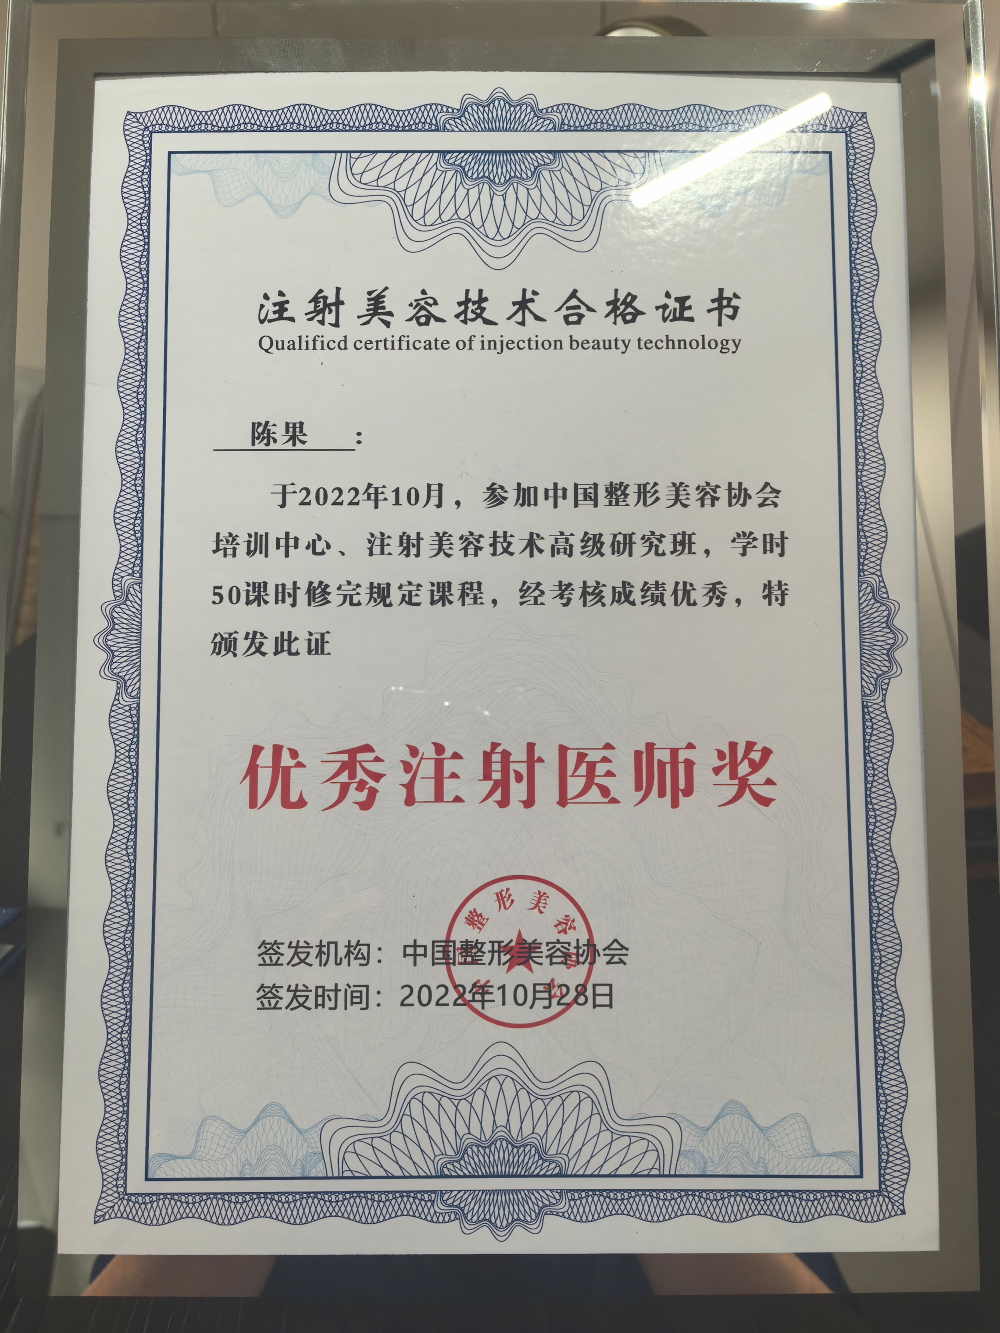 注射美容技术合格证书
Qualificd certificate of injection beauty technology
陈果：
于2022年10月，参加中国整形美容协会
培训中心、注射美容技术高级研究班，学时
50课时修完规定课程，经考核成绩优秀，特
颁发此证
优秀注射医师奖
整形美容
签发机构：中国整形美容协会
签发时间：2022年10月28日